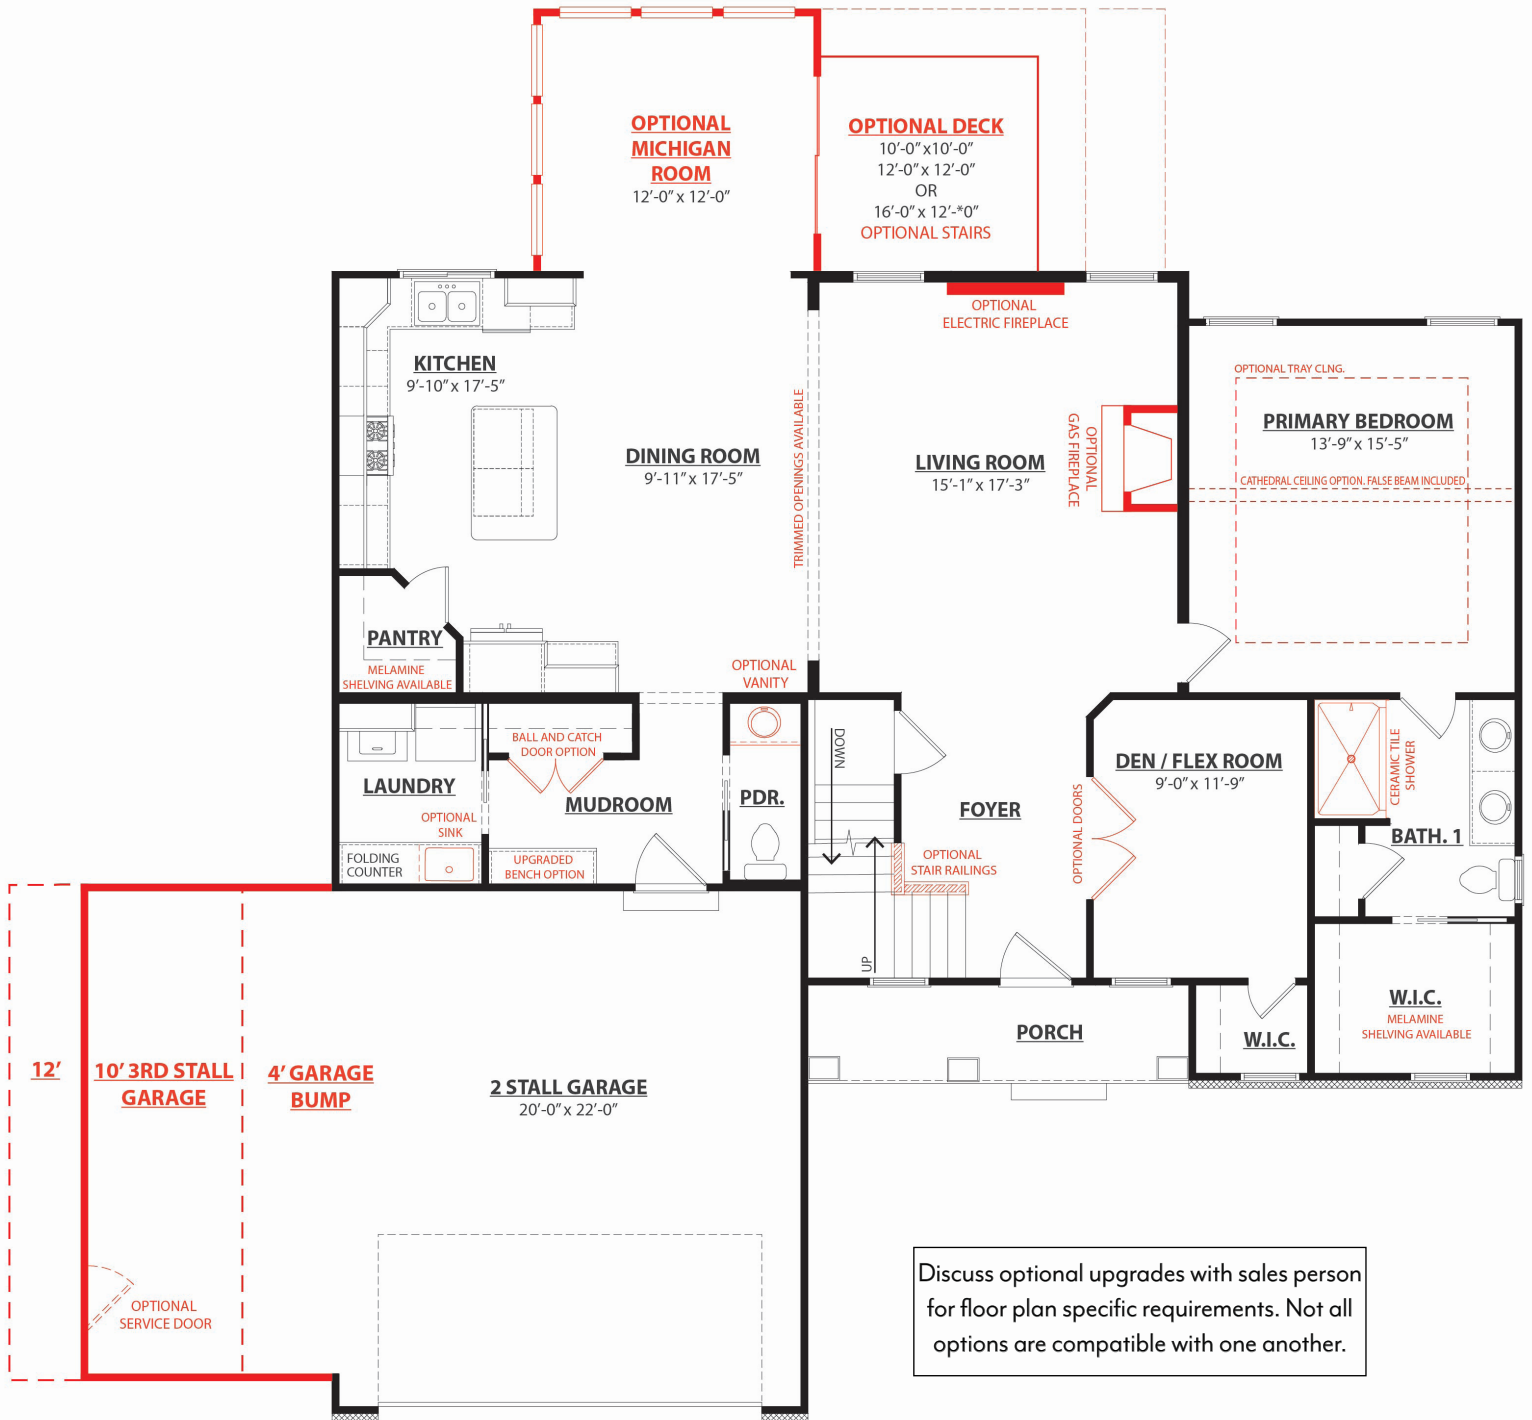 OPTIONAL
MICHIGAN
ROOM
12'-0" x 12'-0"
OPTIONAL DECK
10'-0" x10'-0"
12'-0" x 12'-0"
OR
16'-0" x 12'-*0"
OPTIONAL STAIRS
OPTIONAL
ELECTRIC FIREPLACE
KITCHEN
9'-10" x 17'-5"
DINING ROOM
9'-11" x 17'-5"
TRIMMED OPENINGS AVAILABLE
LIVING ROOM
15'-1" x 17'-3"
OPTIONAL
GAS FIREPLACE
OPTIONAL TRAY CLNG.
PRIMARY BEDROOM
13'-9" x 15'-5"
CATHEDRAL CEILING OPTION. FALSE BEAM INCLUDED
PANTRY
MELAMINE
SHELVING AVAILABLE
OPTIONAL
VANITY
LAUNDRY
OPTIONAL
SINK
FOLDING
COUNTER
BALL AND CATCH
DOOR OPTION
MUDROOM
UPGRADED
BENCH OPTION
PDR.
DOWN
UP
FOYER
OPTIONAL
STAIR RAILINGS
OPTIONAL DOORS
DEN / FLEX ROOM
9'-0" x 11'-9"
CERAMIC TILE
SHOWER
BATH. 1
W.I.C.
MELAMINE
SHELVING AVAILABLE
W.I.C.
PORCH
12'
10' 3RD STALL
GARAGE
4' GARAGE
BUMP
2 STALL GARAGE
20'-0" x 22'-0"
OPTIONAL
SERVICE DOOR
Discuss optional upgrades with sales person
for floor plan specific requirements. Not all
options are compatible with one another.